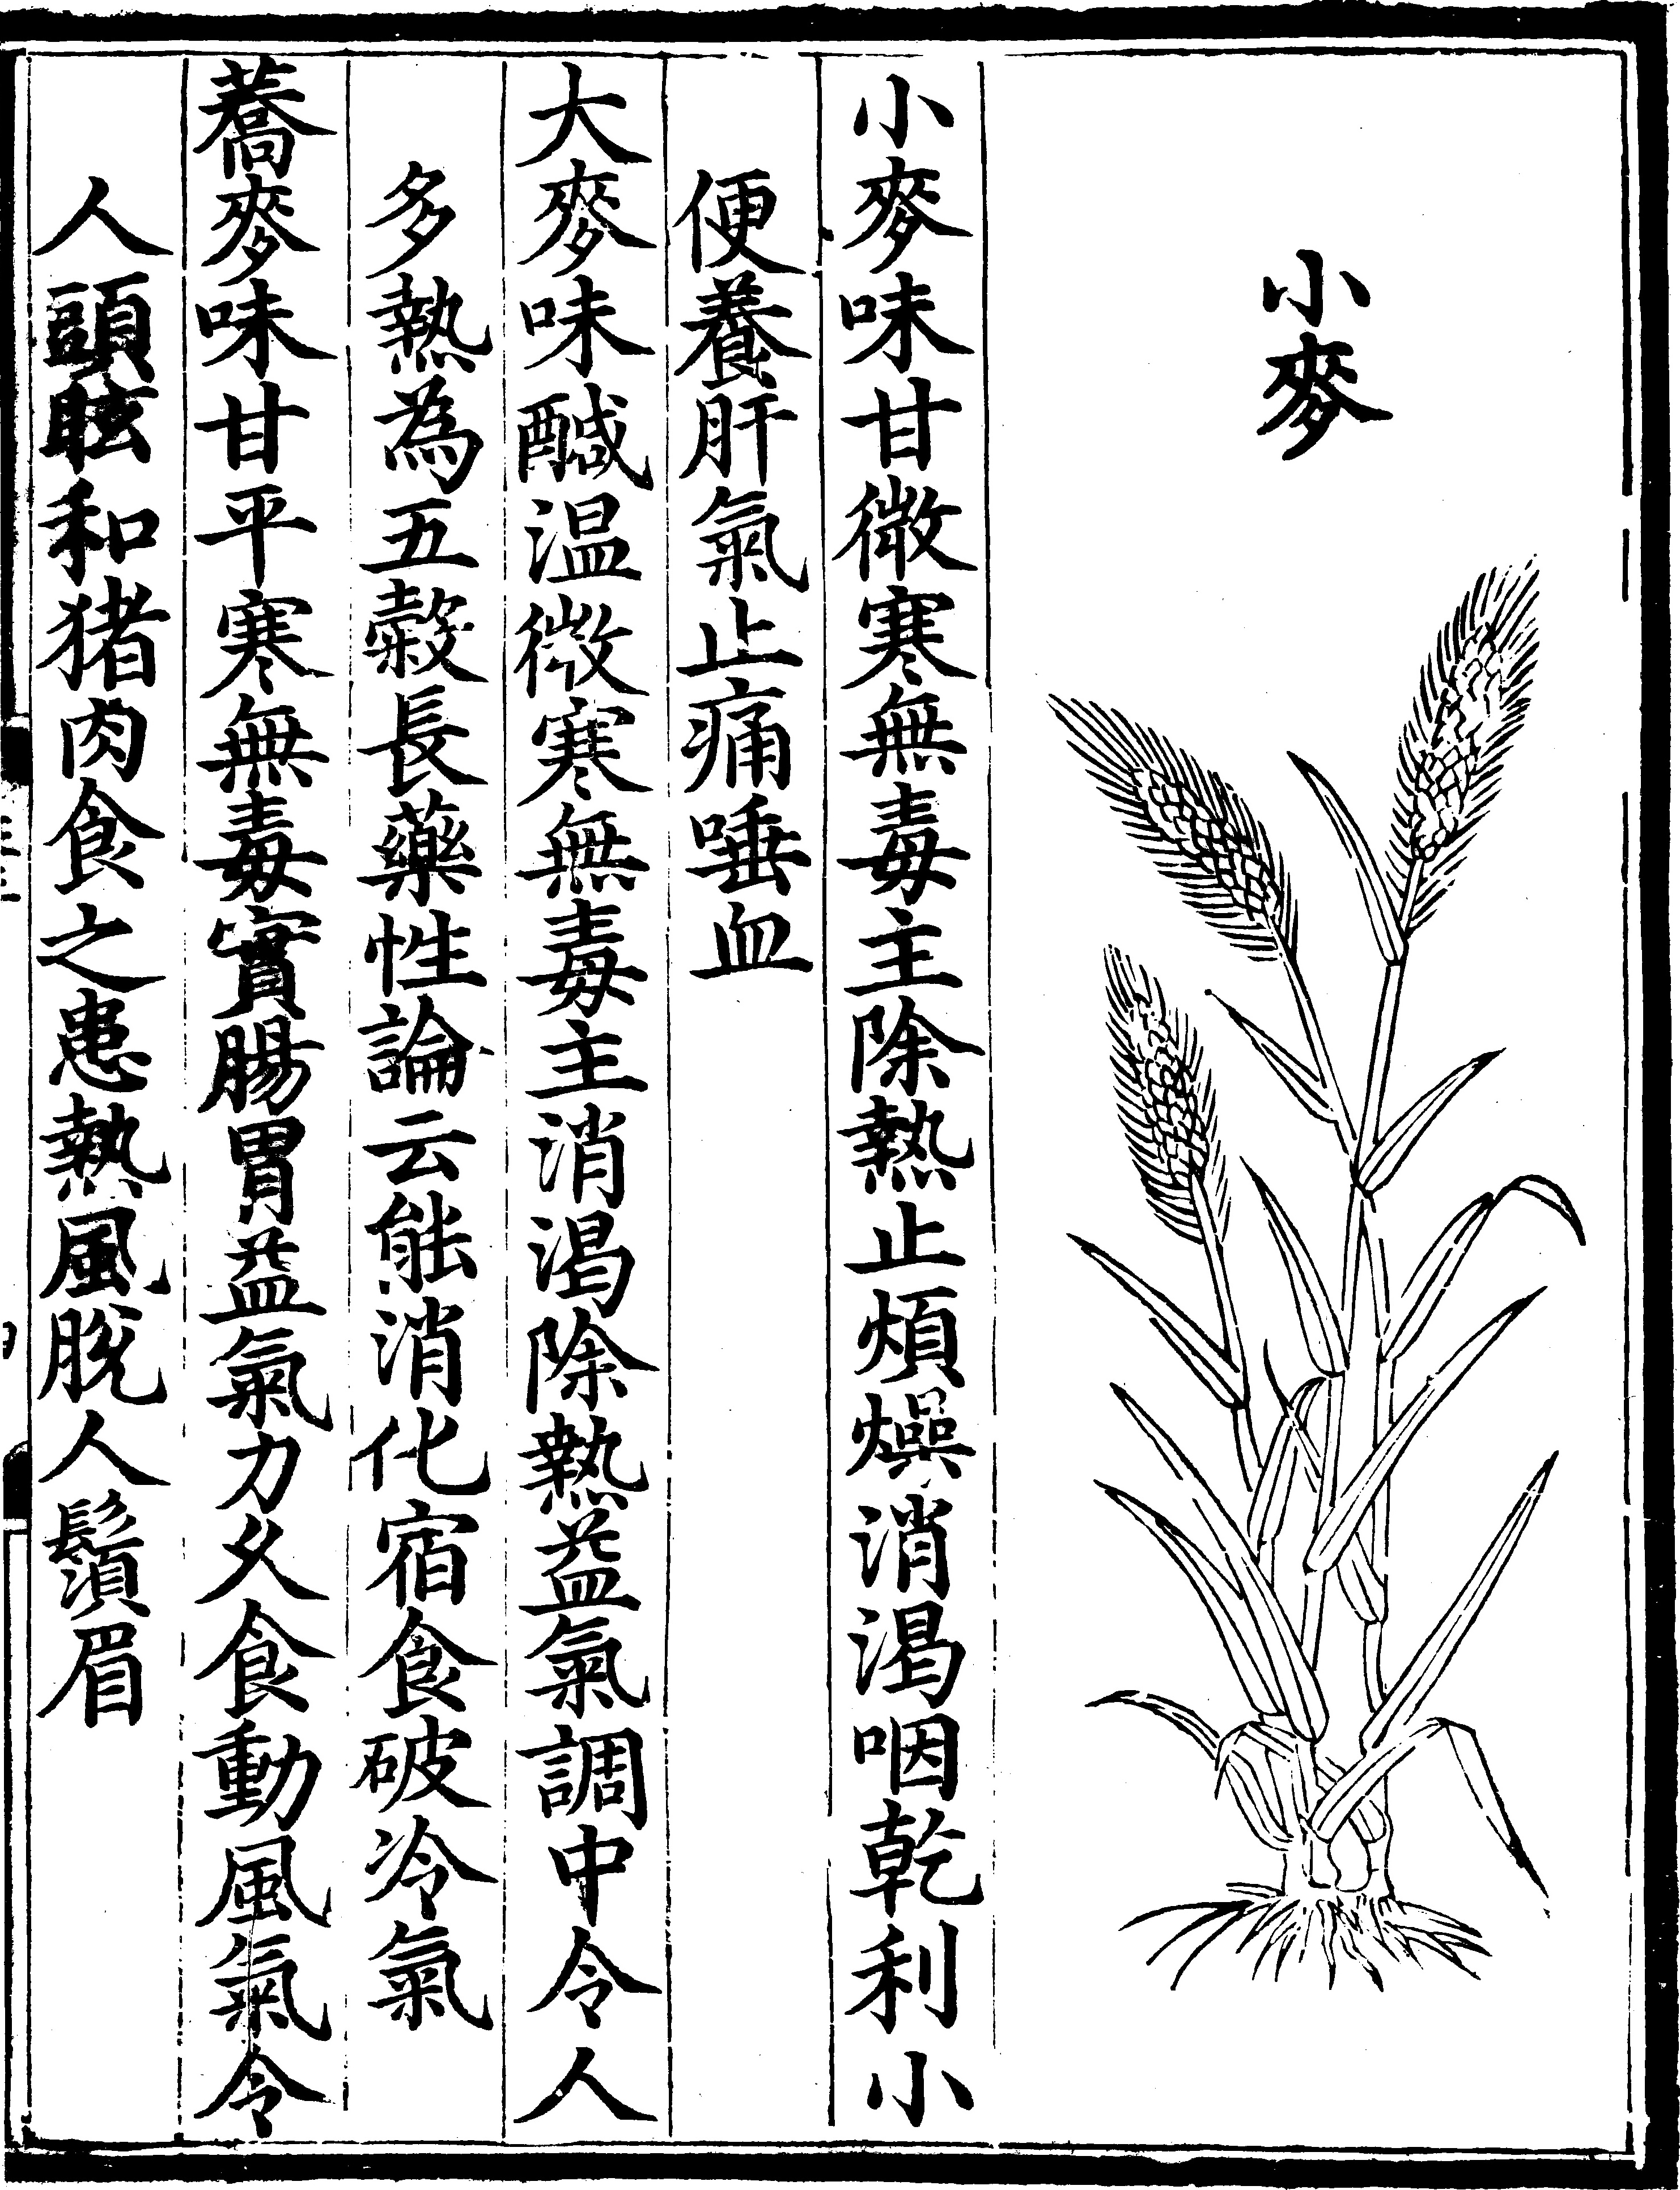 小麥
小麥味甘微寒無毒主除熱止煩燥消渴咽乾利小
便養肝氣止痛唾血
大麥味醎温微寒無毒主消渴除熱益氣調中令人
多熱為五穀長藥性論云能消化宿食破冷氣
蕎麥味甘平寒無毒實腸胃益氣力久食動風氣令
人頭眩和猪肉食之患熱風脫人鬚眉